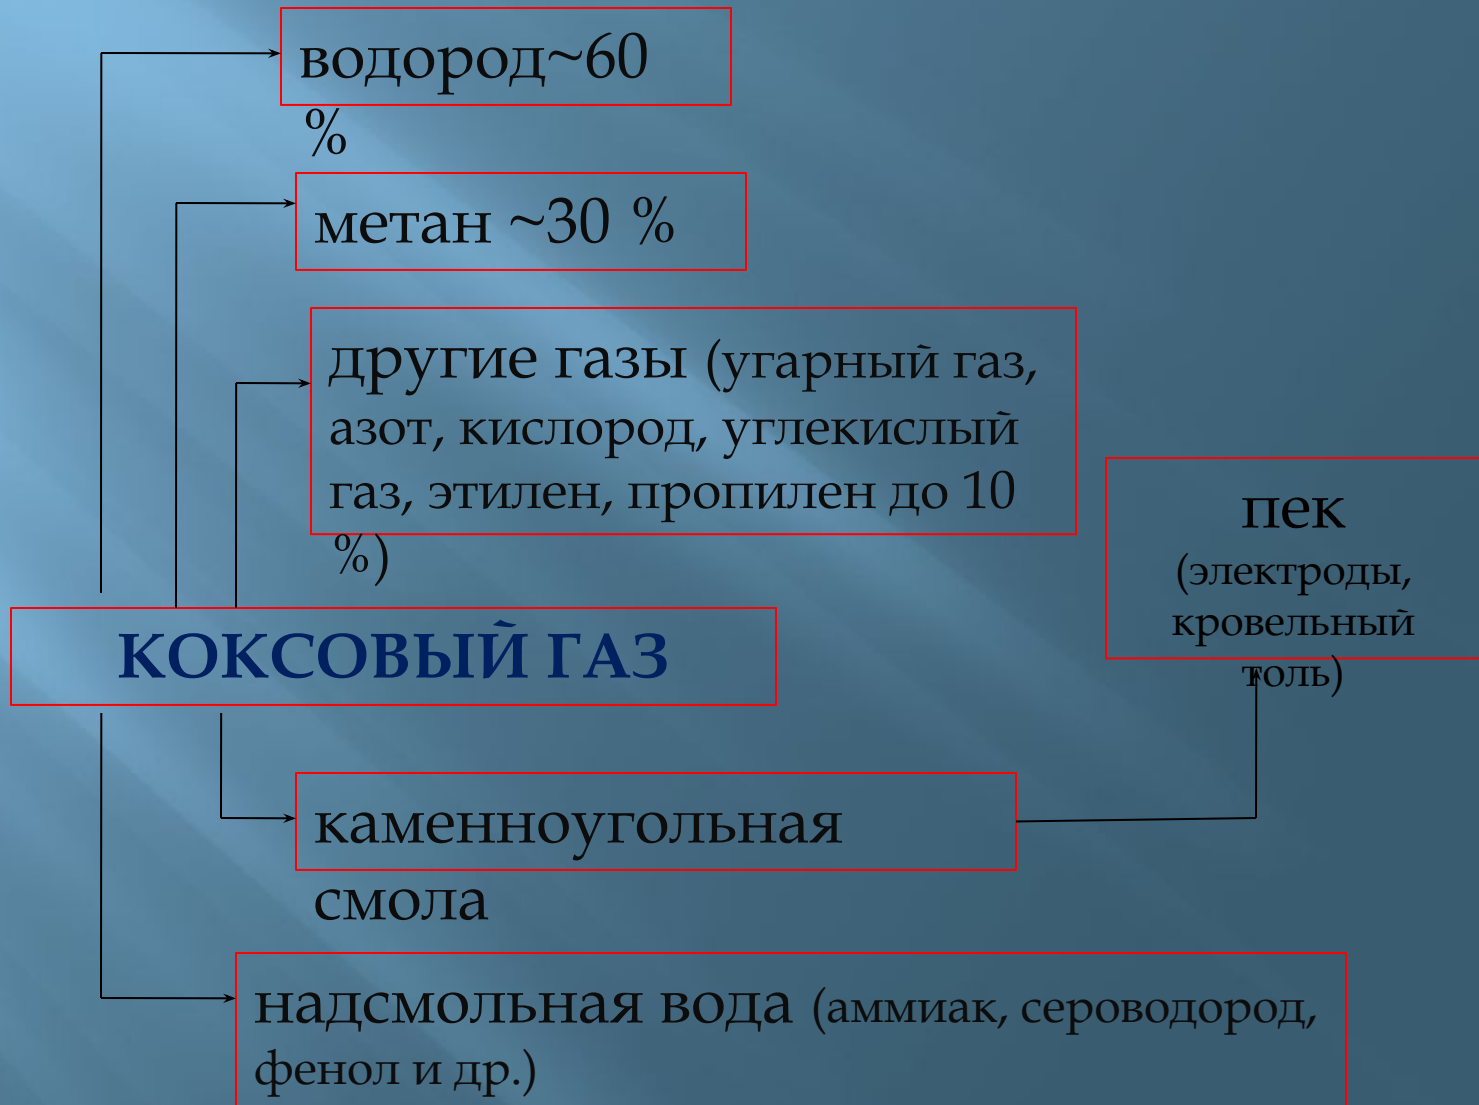 водород~60
%
метан ~30 %
другие газы (угарный газ,
азот, кислород, углекислый
газ, этилен, пропилен до 10
%)
пек
(электроды,
кровельный
толь)
КОКСОВЫЙ ГАЗ
каменноугольная
смола
надсмольная вода (аммиак, сероводород,
фенол и др.)